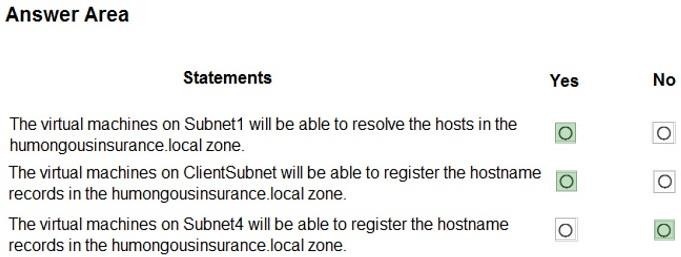 Answer Area
Statements Yes No
The virtual machines on Subnet1 will be able to resolve the hosts in the
humongousinsurance.local zone.
The virtual machines on ClientSubnet will be able to register the hostname
records in the humongousinsurance.local zone.
The virtual machines on Subnet4 will be able to register the hostname
records in the humongousinsurance.local zone.